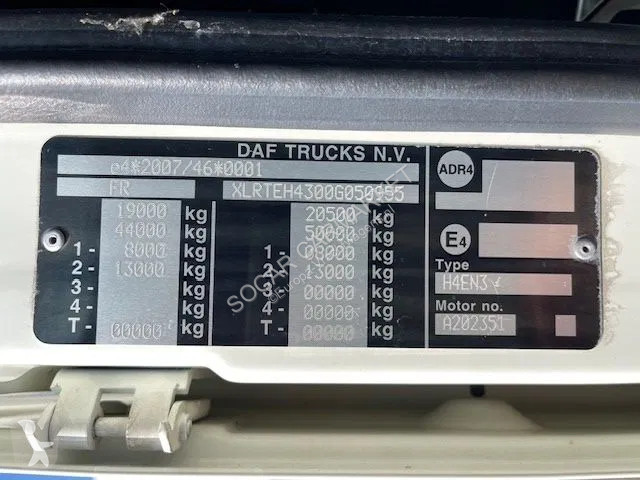 DAF TRUCKS N.V.
e4*2007/46*0001
FR XLRTEH4300G050955
19000 kg 20500 kg
44000 kg 50000 kg
1- 8000 kg 1- 08000 kg
2- 13000 kg 2- 13000 kg
3- kg 3- 00000 kg
4- kg 4- 00000 kg
T- 00000 kg T- 00000 kg
ADR4
E4
Type
H4EN3
Motor no.
A202351